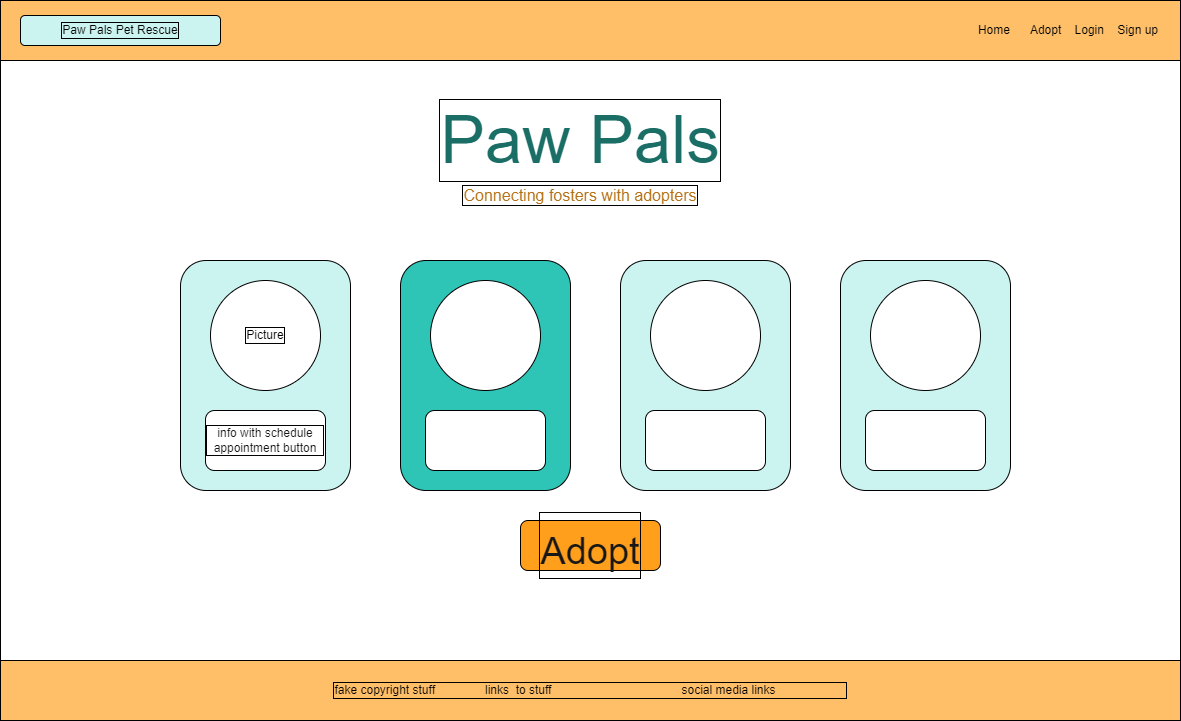 Paw Pals Pet Rescue
Home Adopt Login Sign up
Paw Pals
Connecting fosters with adopters
Picture
info with schedule
appointment button
Adopt
fake copyright stuff links to stuff social media links